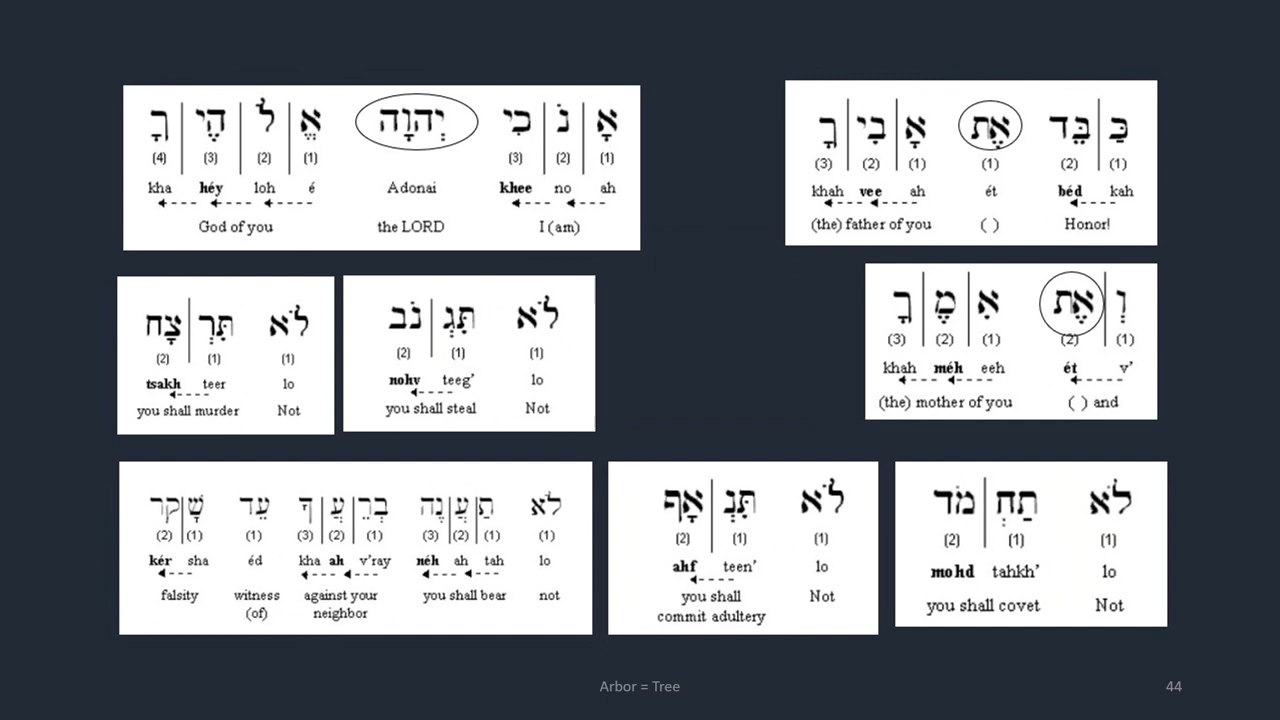 אָ | נֹ | כִי יְהוָה אֱ | ל ֹ | הֶי | ךָ
(4) (3) (2) (1) (3) (2) (1)
kha héy loh é Adonai khee no ah
God of you the LORD I (am)
כַּ | בֵּד אֶת אָ | בִי | ךָ
(3) (2) (1) (1) (2) (1)
khah vee ah ét béd kah
(the) father of you ( ) Honor!
לֹא תִּרְ | צָח
(2) (1) (1)
tsakh teer lo
you shall murder Not
לֹא תִּגְ | נֹב
(2) (1) (1)
nohv teeg’ lo
you shall steal Not
וְ | אֶת אִ | מֶ | ךָ
(3) (2) (1) (2) (1)
khah méh eeh ét v’
(the) mother of you ( ) and
לֹא תַ | עֲ | נֶה בְרֵ | עֲ | ךָ עֵד שָׁ | קֶר
(2) (1) (1) (3) (2) (1) (3) (2) (1) (1)
kér sha éd kha ah v’ray néh ah tah lo
falsity witness against your you shall bear not
(of) neighbor
לֹא תִּנְ | אָף
(2) (1) (1)
ahf teen’ lo
you shall Not
commit adultery
לֹא תַחְ | מֹד
(2) (1) (1)
mohd tahkh’ lo
you shall covet Not
Arbor = Tree 44